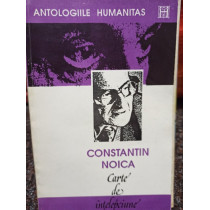 ANTOLOGIILE HUMANITAS
CONSTANTIN
NOICA
Carte
de
înțelepciune